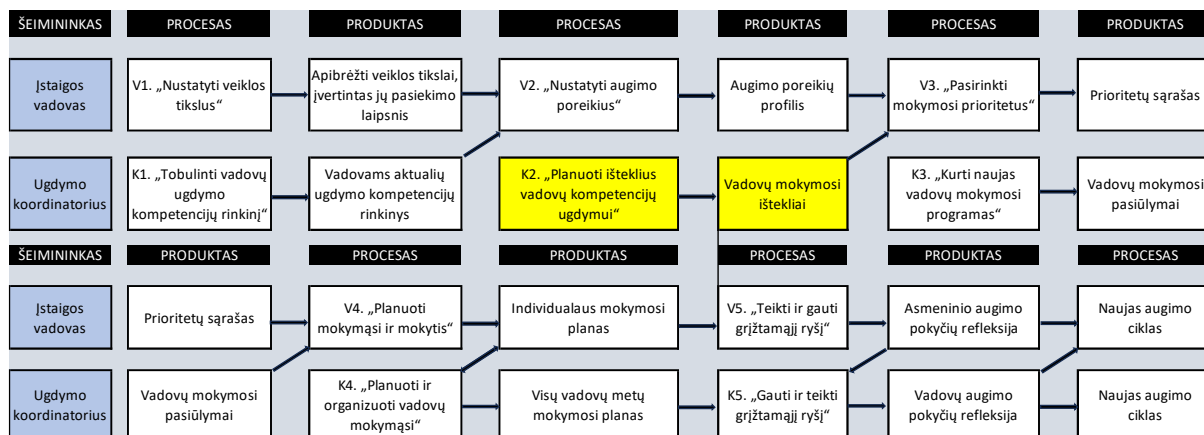 ŠEIMININKAS PROCESAS PRODUKTAS PROCESAS PRODUKTAS PROCESAS PRODUKTAS
Įstaigos
vadovas
V1. „Nustatyti veiklos
tikslus“
Apibrėžti veiklos tikslai,
įvertintas jų pasiekimo
laipsnis
V2. „Nustatyti augimo
poreikius“
Augimo poreikių
profilis
V3. „Pasirinkti
mokymosi prioritetus“
Prioritetų sąrašas
Ugdymo
koordinatorius
K1. „Tobulinti vadovų
ugdymo
kompetencijų rinkinį“
Vadovams aktualių
ugdymo kompetencijų
rinkinys
K2. „Planuoti išteklius
vadovų kompetencijų
ugdymui“
Vadovų mokymosi
ištekliai
K3. „Kurti naujas
vadovų mokymosi
programas“
Vadovų mokymosi
pasiūlymai
ŠEIMININKAS PRODUKTAS PROCESAS PRODUKTAS PROCESAS PRODUKTAS PROCESAS
Įstaigos
vadovas
Prioritetų sąrašas
V4. „Planuoti
mokymąsi ir mokytis“
Individualaus mokymosi
planas
V5. „Teikti ir gauti
grįžtamąjį ryšį“
Asmeninio augimo
pokyčių refleksija
Naujas augimo
ciklas
Ugdymo
koordinatorius
Vadovų mokymosi
pasiūlymai
K4. „Planuoti ir
organizuoti vadovų
mokymąsi“
Visų vadovų metų
mokymosi planas
K5. „Gauti ir teikti
grįžtamąjį ryšį“
Vadovų augimo
pokyčių refleksija
Naujas augimo
ciklas